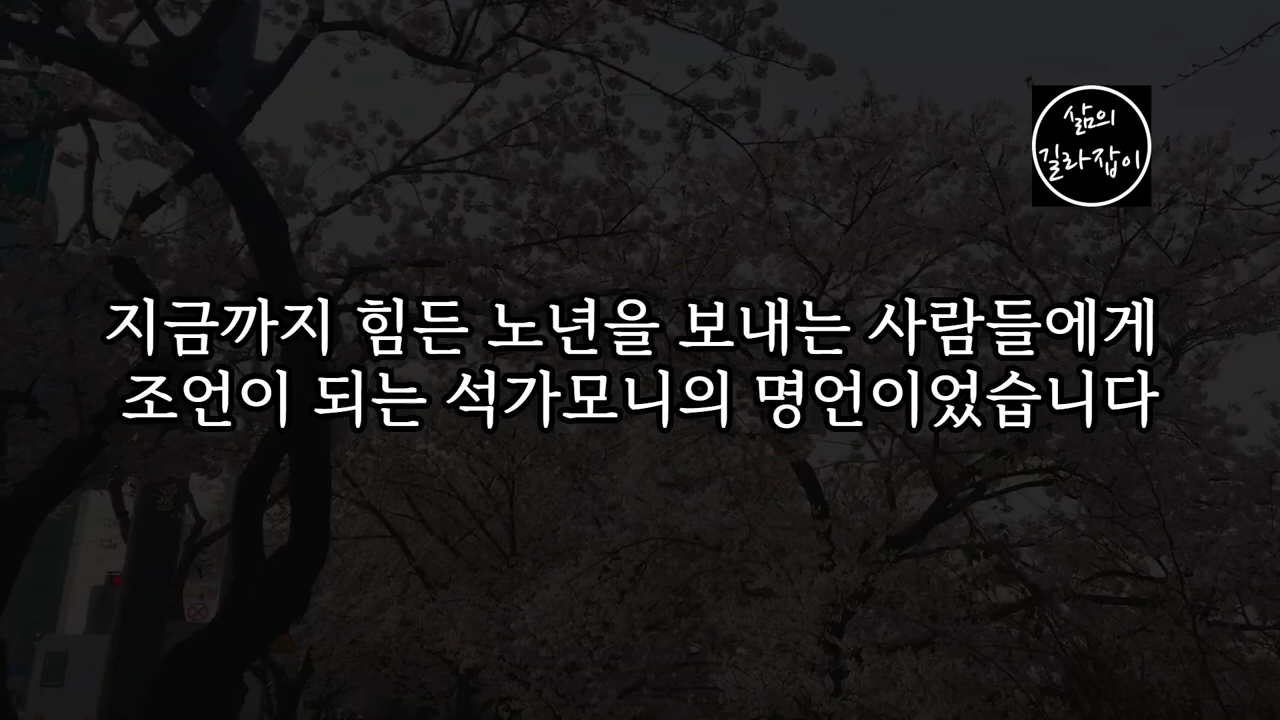 삶의
길라잡이
지금까지 힘든 노년을 보내는 사람들에게
조언이 되는 석가모니의 명언이었습니다